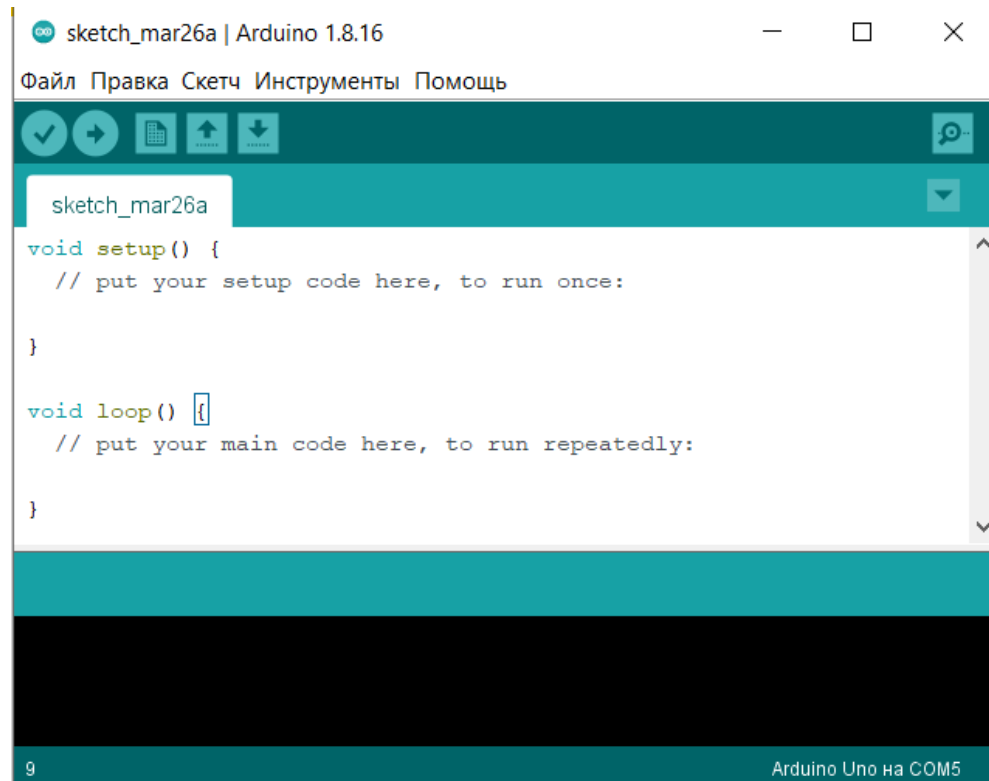 sketch_mar26a | Arduino 1.8.16
Файл Правка Скетч Инструменты Помощь
sketch_mar26a
void setup() {
  // put your setup code here, to run once:
}
void loop() {
  // put your main code here, to run repeatedly:
}
9 Arduino Uno на COM5